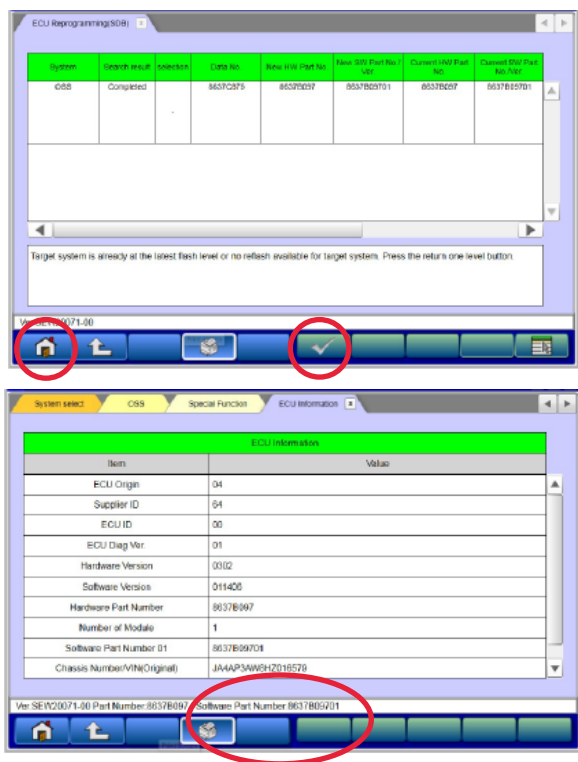 ECU Reprogramming(SDB)
System Search result selection Data No. New HW Part No. New SW Part No./Ver. Current HW Part No. Current SW Part No./Ver.
OSS Completed 8637C375 8637B097 8637B09701 8637B097 8637B09701
-
Target system is already at the latest flash level or no reflash available for target system. Press the return one level button.
Ver.SEW20071-00
System select OSS Special Function ECU Information
ECU Information
Item Value
ECU Origin 04
Supplier ID 64
ECU ID 00
ECU Diag Ver. 01
Hardware Version 0302
Software Version 011406
Hardware Part Number 8637B097
Number of Module 1
Software Part Number 01 8637B09701
Chassis Number/VIN(Original) JA4AP3AW8HZ016579
Ver.SEW20071-00 Part Number:8637B097 Software Part Number:8637B09701